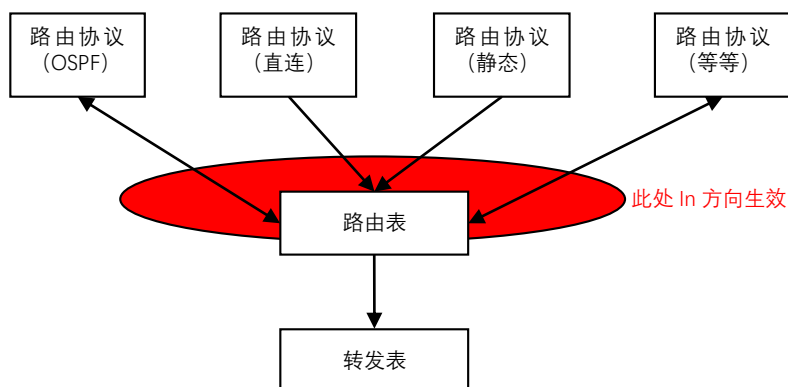 路由协议
（OSPF）
路由协议
（直连）
路由协议
（静态）
路由协议
（等等）
此处 In 方向生效
路由表
转发表